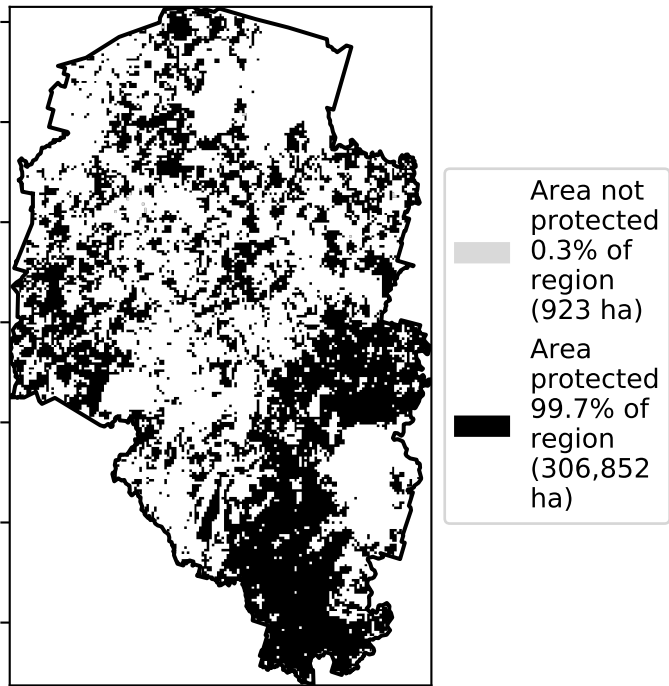 Area not
protected
0.3% of
region
(923 ha)
Area
protected
99.7% of
region
(306,852
ha)